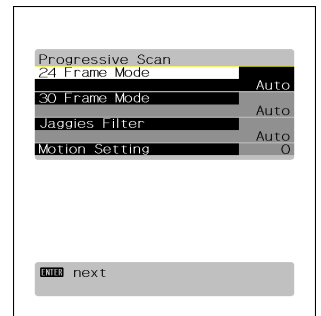 Progressive Scan
24 Frame Mode
Auto
30 Frame Mode
Auto
Jaggies Filter
Auto
Motion Setting
0
ENTER next